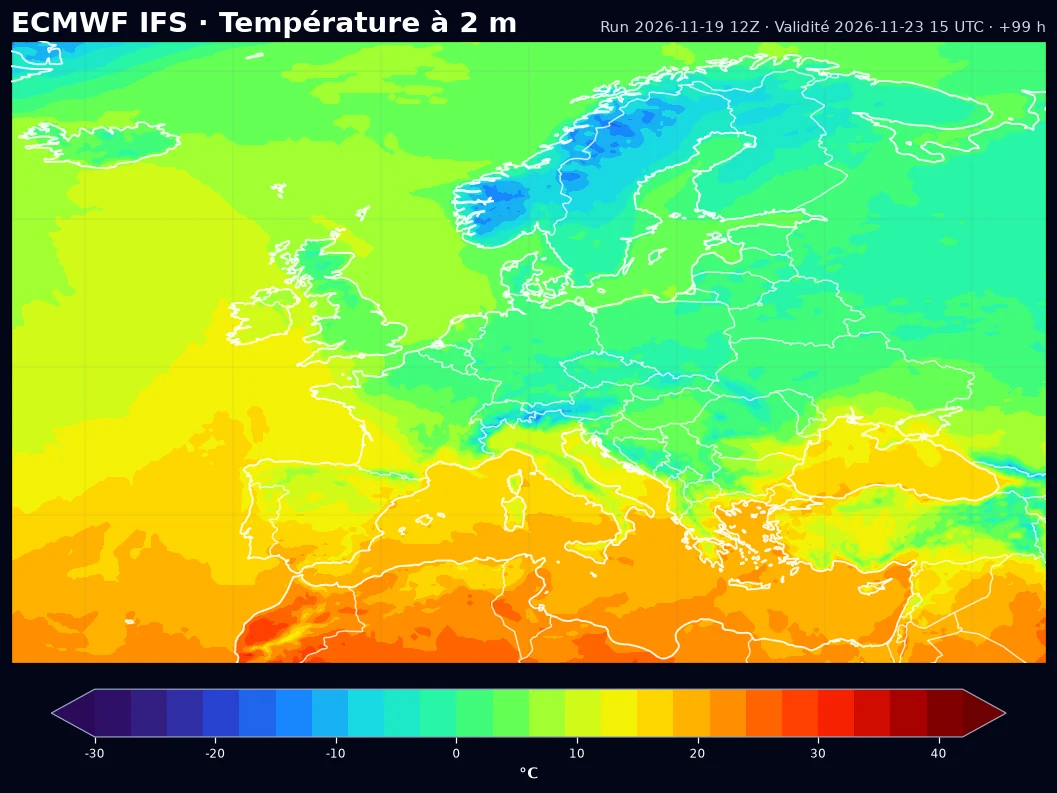 ECMWF IFS · Température à 2 m
Run 2026-11-19 12Z · Validité 2026-11-23 15 UTC · +99 h
-30 -20 -10 0 10 20 30 40
°C